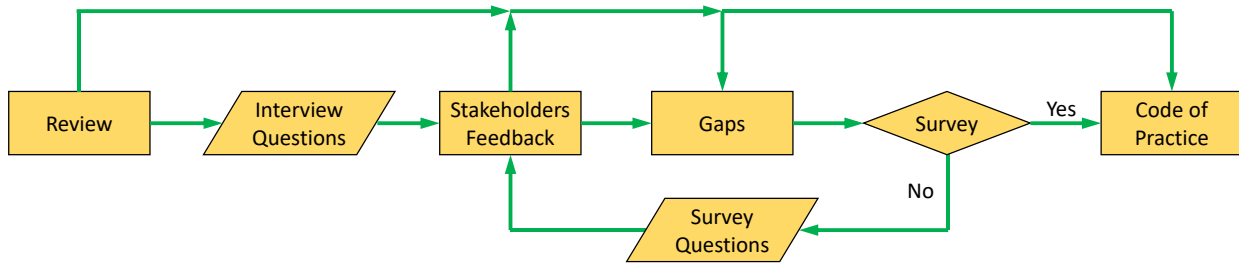 Review
Interview
Questions
Stakeholders
Feedback
Gaps
Survey
Yes
Code of
Practice
No
Survey
Questions